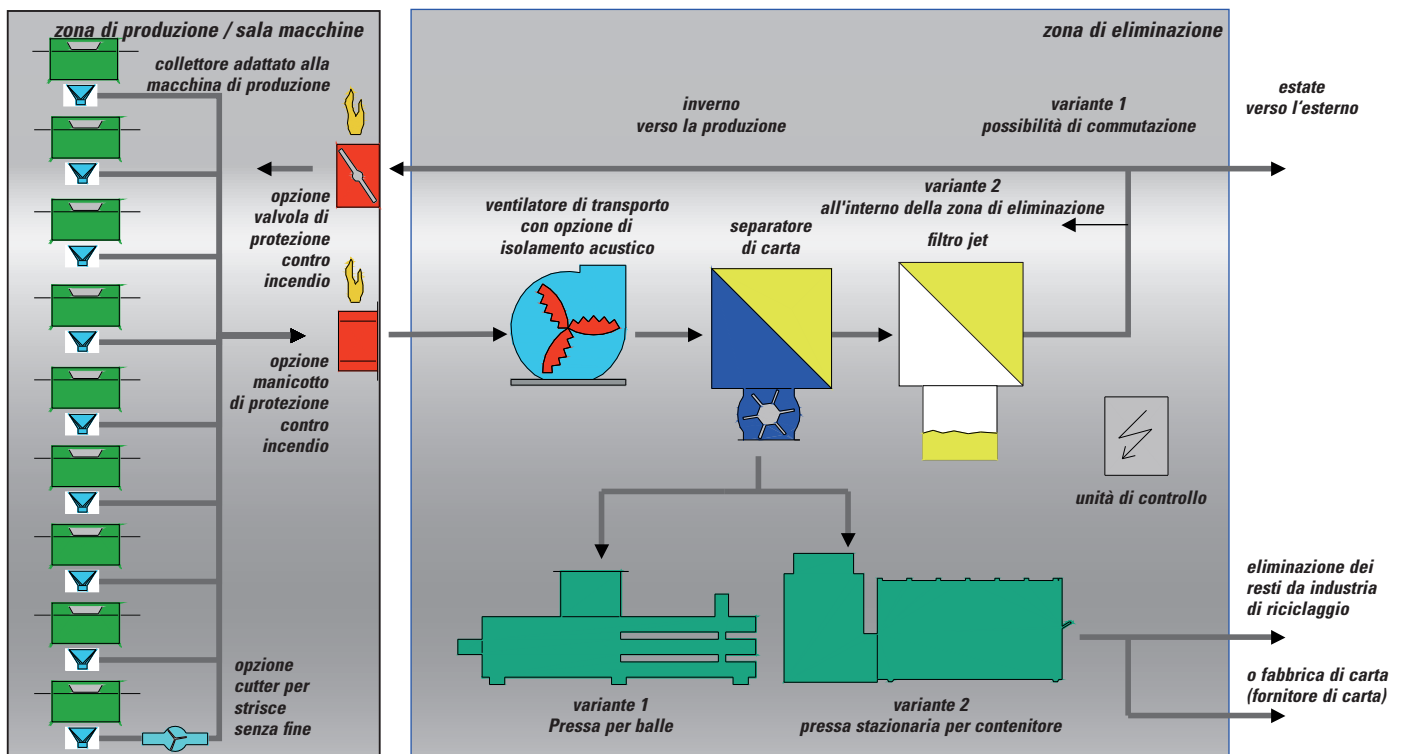 zona di produzione / sala macchine
collettore adattato alla
macchina di produzione
opzione
valvola di
protezione
contro
incendio
opzione
manicotto
di protezione
contro
incendio
opzione
cutter per
strisce
senza fine
zona di eliminazione
inverno
verso la produzione
variante 1
possibilità di commutazione
estate
verso l'esterno
variante 2
all'interno della zona di eliminazione
ventilatore di transporto
con opzione di
isolamento acustico
separatore
di carta
filtro jet
unità di controllo
variante 1
Pressa per balle
variante 2
pressa stazionaria per contenitore
eliminazione dei
resti da industria
di riciclaggio
o fabbrica di carta
(fornitore di carta)